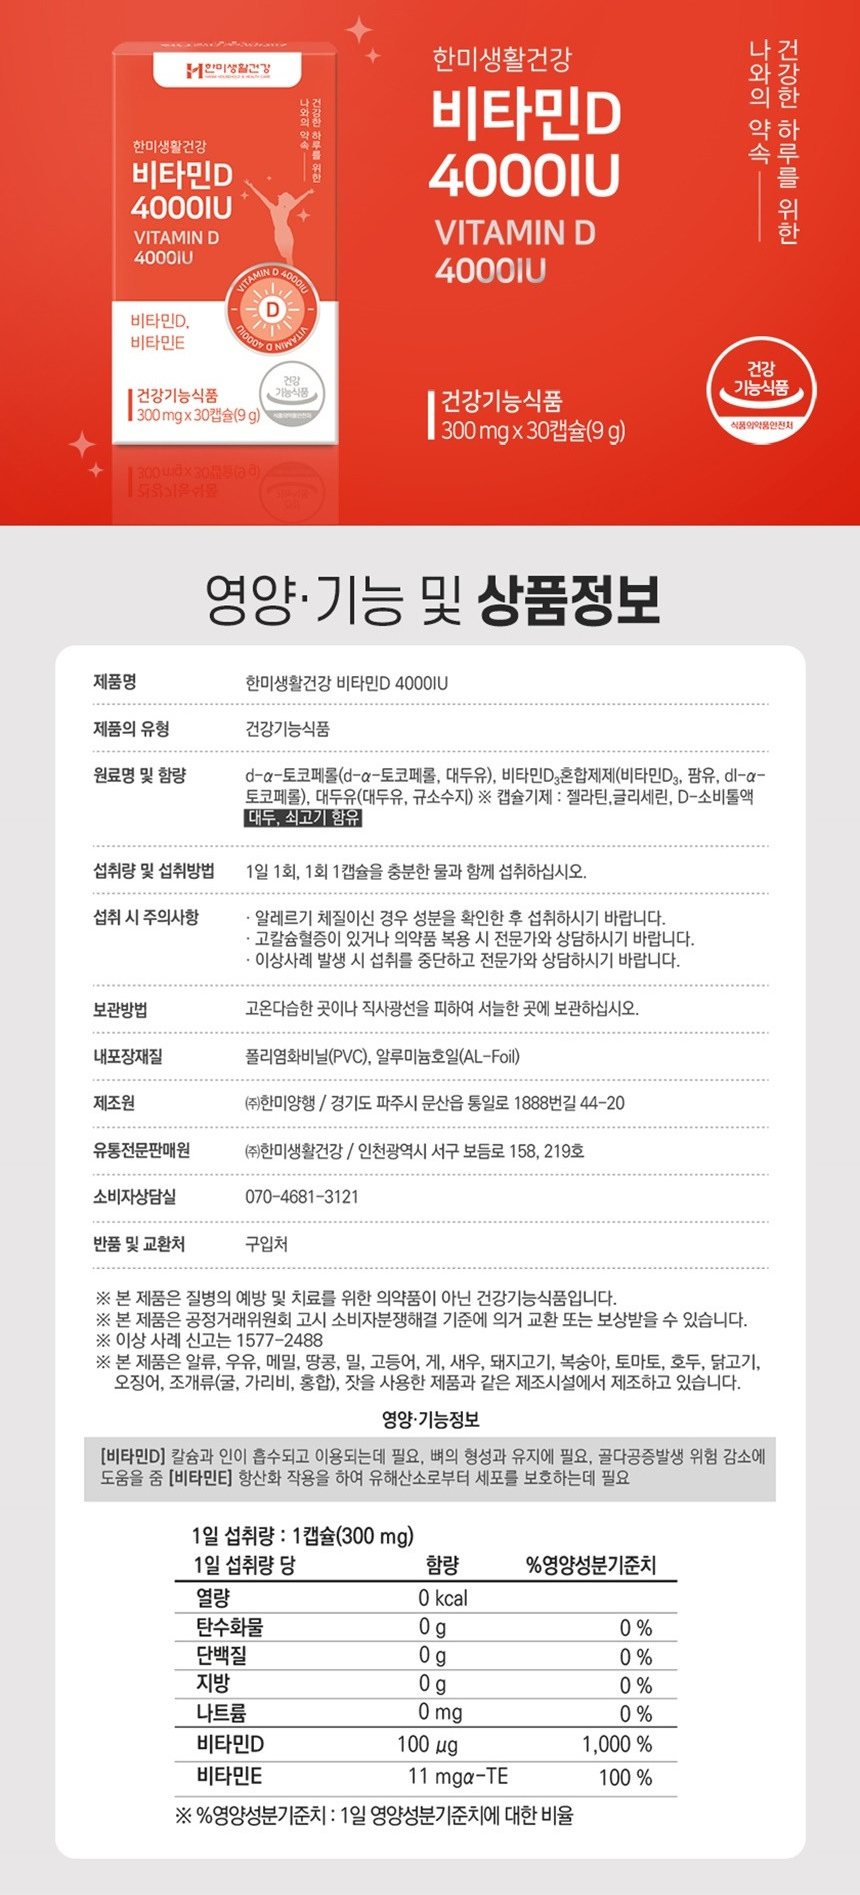 한미생활건강
건강한 하루를 위한
나와의 약속
한미생활건강
비타민D
4000IU
VITAMIN D
4000IU
VITAMIN D 4000IU
D
VITAMIN D 4000IU
비타민D,
비타민E
건강기능식품
300 mg x 30캡슐(9 g)
건강
기능식품
식품의약품안전처
한미생활건강
비타민D
4000IU
VITAMIN D
4000IU
건강한 하루를 위한
나와의 약속
건강기능식품
300 mg x 30캡슐(9 g)
건강
기능식품
식품의약품안전처
영양·기능 및 상품정보
제품명 한미생활건강 비타민D 4000IU
제품의 유형 건강기능식품
원료명 및 함량 d-α-토코페롤(d-α-토코페롤, 대두유), 비타민D₃혼합제제(비타민D₃, 팜유, dl-α-
토코페롤), 대두유(대두유, 규소수지) ※ 캡슐기제 : 젤라틴,글리세린, D-소비톨액
대두, 쇠고기 함유
섭취량 및 섭취방법 1일 1회, 1회 1캡슐을 충분한 물과 함께 섭취하십시오.
섭취 시 주의사항 · 알레르기 체질이신 경우 성분을 확인한 후 섭취하시기 바랍니다.
· 고칼슘혈증이 있거나 의약품 복용 시 전문가와 상담하시기 바랍니다.
· 이상사례 발생 시 섭취를 중단하고 전문가와 상담하시기 바랍니다.
보관방법 고온다습한 곳이나 직사광선을 피하여 서늘한 곳에 보관하십시오.
내포장재질 폴리염화비닐(PVC), 알루미늄호일(AL-Foil)
제조원 ㈜한미양행 / 경기도 파주시 문산읍 통일로 1888번길 44-20
유통전문판매원 ㈜한미생활건강 / 인천광역시 서구 보듬로 158, 219호
소비자상담실 070-4681-3121
반품 및 교환처 구입처
※ 본 제품은 질병의 예방 및 치료를 위한 의약품이 아닌 건강기능식품입니다.
※ 본 제품은 공정거래위원회 고시 소비자분쟁해결 기준에 의거 교환 또는 보상받을 수 있습니다.
※ 이상 사례 신고는 1577-2488
※ 본 제품은 알류, 우유, 메밀, 땅콩, 밀, 고등어, 게, 새우, 돼지고기, 복숭아, 토마토, 호두, 닭고기,
오징어, 조개류(굴, 가리비, 홍합), 잣을 사용한 제품과 같은 제조시설에서 제조하고 있습니다.
영양·기능정보
[비타민D] 칼슘과 인이 흡수되고 이용되는데 필요, 뼈의 형성과 유지에 필요, 골다공증발생 위험 감소에
도움을 줌 [비타민E] 항산화 작용을 하여 유해산소로부터 세포를 보호하는데 필요
1일 섭취량 : 1캡슐(300 mg)
1일 섭취량 당 함량 %영양성분기준치
열량 0 kcal
탄수화물 0 g 0 %
단백질 0 g 0 %
지방 0 g 0 %
나트륨 0 mg 0 %
비타민D 100 μg 1,000 %
비타민E 11 mgα-TE 100 %
※ %영양성분기준치 : 1일 영양성분기준치에 대한 비율